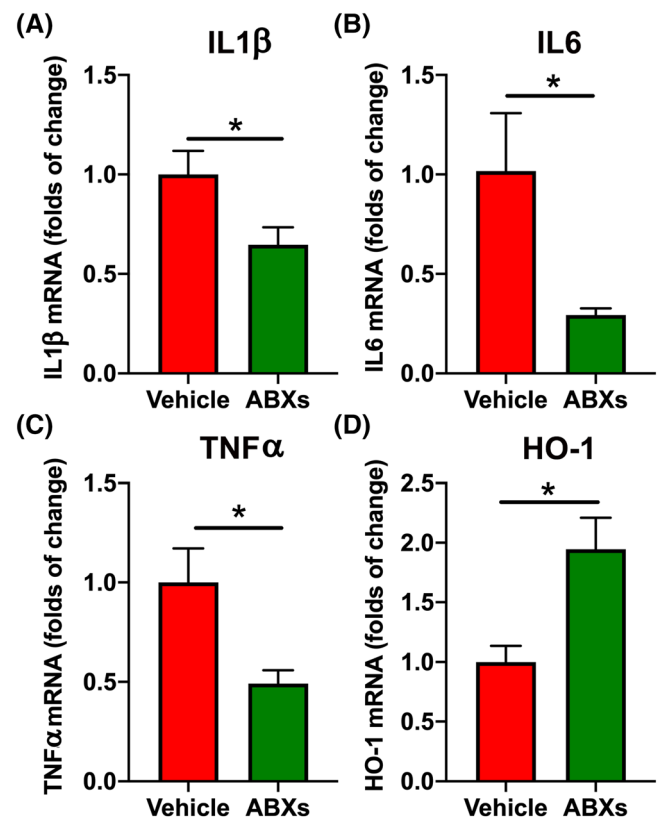 (A)
IL1β
IL1β mRNA (folds of change)
1.5
*
1.0
0.5
0.0
Vehicle ABXs
(B)
IL6
IL6 mRNA (folds of change)
1.5
*
1.0
0.5
0.0
Vehicle ABXs
(C)
TNFα
TNFα mRNA (folds of change)
1.5
*
1.0
0.5
0.0
Vehicle ABXs
(D)
HO-1
HO-1 mRNA (folds of change)
2.5
*
2.0
1.5
1.0
0.5
0.0
Vehicle ABXs